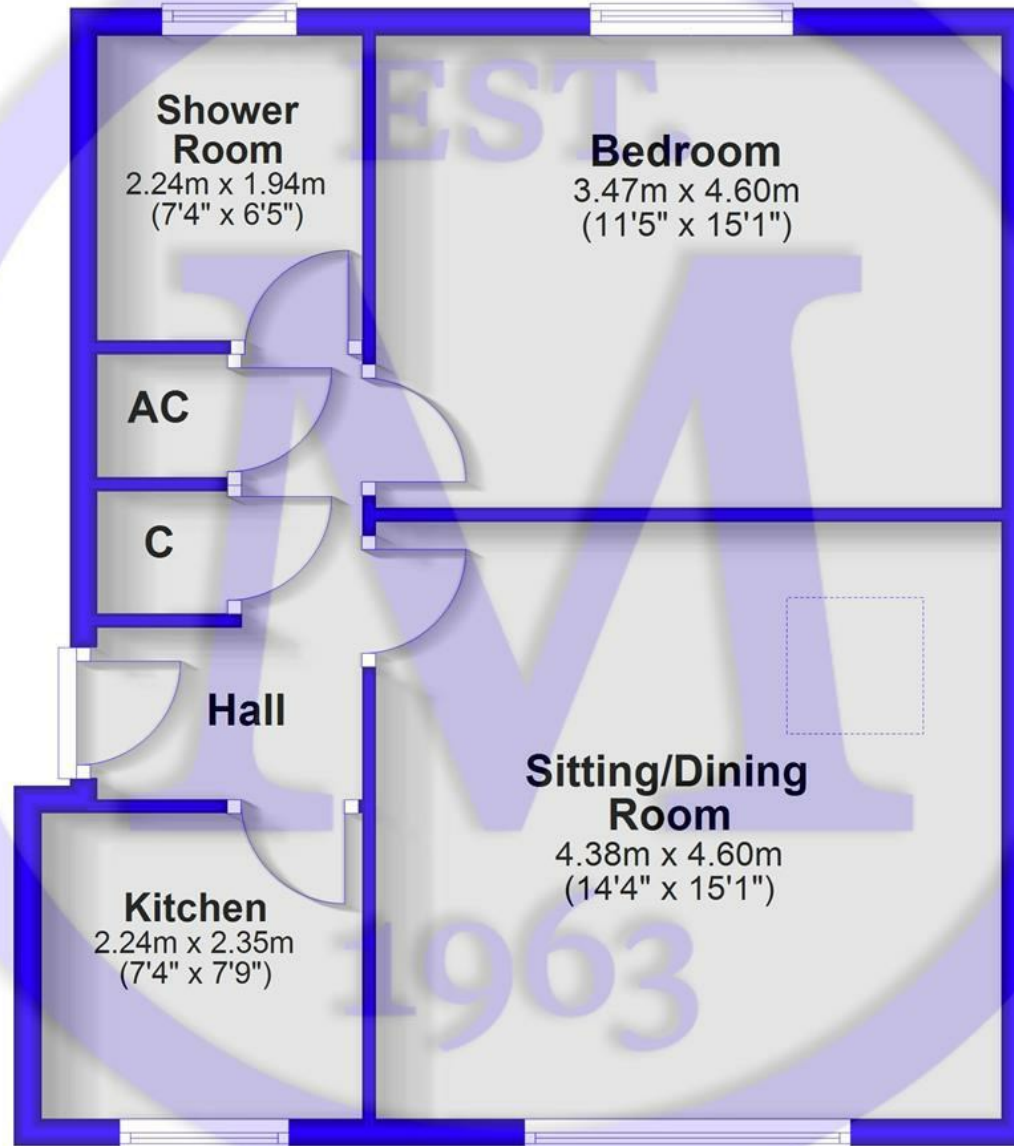 EST.
Shower
Room
2.24m x 1.94m
(7'4" x 6'5")
Bedroom
3.47m x 4.60m
(11'5" x 15'1")
AC
C
M
Hall
Sitting/Dining
Room
4.38m x 4.60m
(14'4" x 15'1")
Kitchen
2.24m x 2.35m
(7'4" x 7'9")
1963